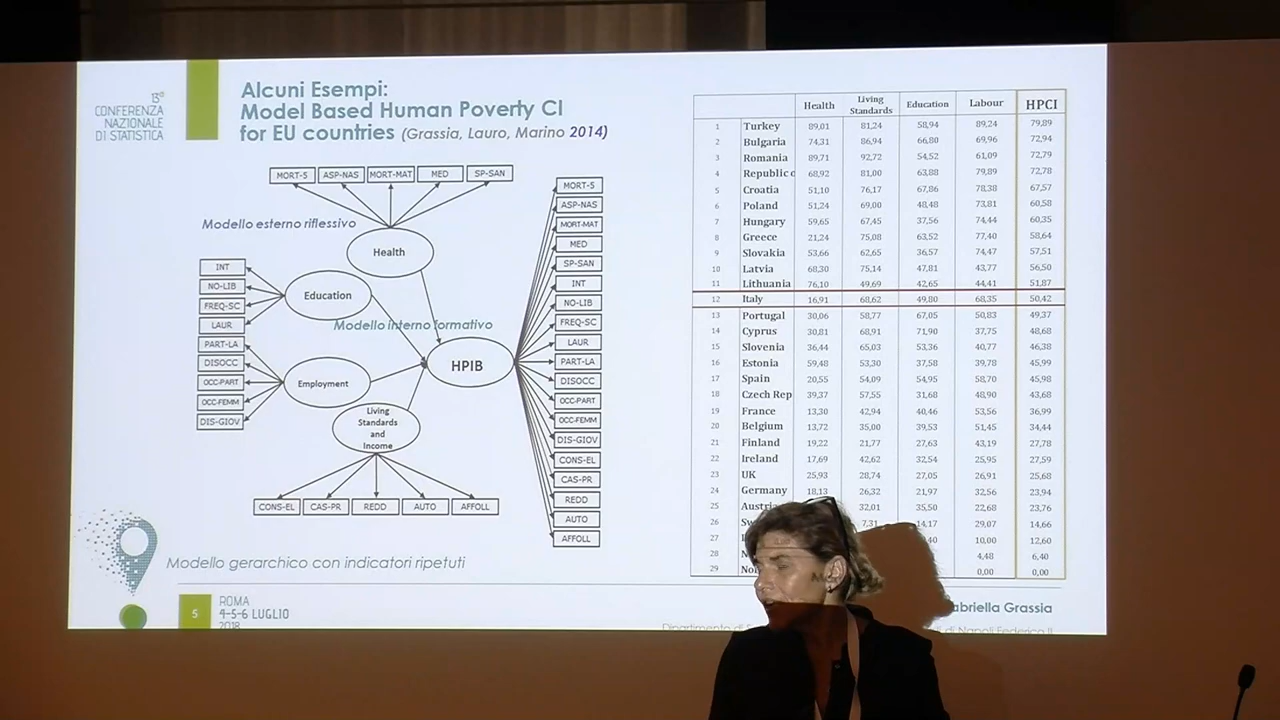 13ª
CONFERENZA
NAZIONALE
DI STATISTICA
Alcuni Esempi:
Model Based Human Poverty CI
for EU countries (Grassia, Lauro, Marino 2014)
MORT-5 ASP-NAS MORT-MAT MED SP-SAN
Modello esterno riflessivo
Health
INT
NO-LIB
FREQ-SC
LAUR
Education
Modello interno formativo
PART-LA
DISOCC
OCC-PART
OCC-FEMM
DIS-GIOV
Employment
HPIB
Living
Standards
and
Income
CONS-EL CAS-PR REDD AUTO AFFOLL
MORT-5
ASP-NAS
MORT-MAT
MED
SP-SAN
INT
NO-LIB
FREQ-SC
LAUR
PART-LA
DISOCC
OCC-PART
OCC-FEMM
DIS-GIOV
CONS-EL
CAS-PR
REDD
AUTO
AFFOLL
Modello gerarchico con indicatori ripetuti
Health Living Standards Education Labour HPCI
1 Turkey 89,01 81,24 58,94 89,24 79,89
2 Bulgaria 74,31 86,94 66,80 69,96 72,94
3 Romania 89,71 92,72 54,52 61,09 72,79
4 Republic o 68,92 81,00 63,88 79,89 72,78
5 Croatia 51,10 76,17 67,86 78,38 67,57
6 Poland 51,24 69,00 48,48 73,81 60,58
7 Hungary 59,65 67,45 37,56 74,44 60,35
8 Greece 21,24 75,08 63,52 77,40 58,64
9 Slovakia 53,66 62,65 36,57 74,47 57,51
10 Latvia 68,30 75,14 47,81 43,77 56,50
11 Lithuania 76,10 49,69 42,65 44,41 51,87
12 Italy 16,91 68,62 49,80 68,35 50,42
13 Portugal 30,06 58,77 67,05 50,83 49,37
14 Cyprus 30,81 68,91 71,90 37,75 48,68
15 Slovenia 36,44 65,03 53,36 40,77 46,38
16 Estonia 59,48 53,30 37,58 39,78 45,99
17 Spain 20,55 54,09 54,95 58,70 45,98
18 Czech Rep 39,37 57,55 31,68 48,90 43,68
19 France 13,30 42,94 40,46 53,56 36,99
20 Belgium 13,72 35,00 39,53 51,45 34,44
21 Finland 19,22 21,77 27,63 43,19 27,78
22 Ireland 17,69 42,62 32,54 25,95 27,59
23 UK 25,93 28,74 27,05 26,91 25,68
24 Germany 18,13 26,32 21,97 32,56 23,94
25 Austria 32,01 35,50 22,68 23,76
26 Sw 7,31 14,17 29,07 14,66
27 40 10,00 12,60
28 N 4,48 6,40
29 No 0,00 0,00
5
ROMA
4-5-6 LUGLIO
2018
abriella Grassia
Dipartimento di di Napoli Federico II